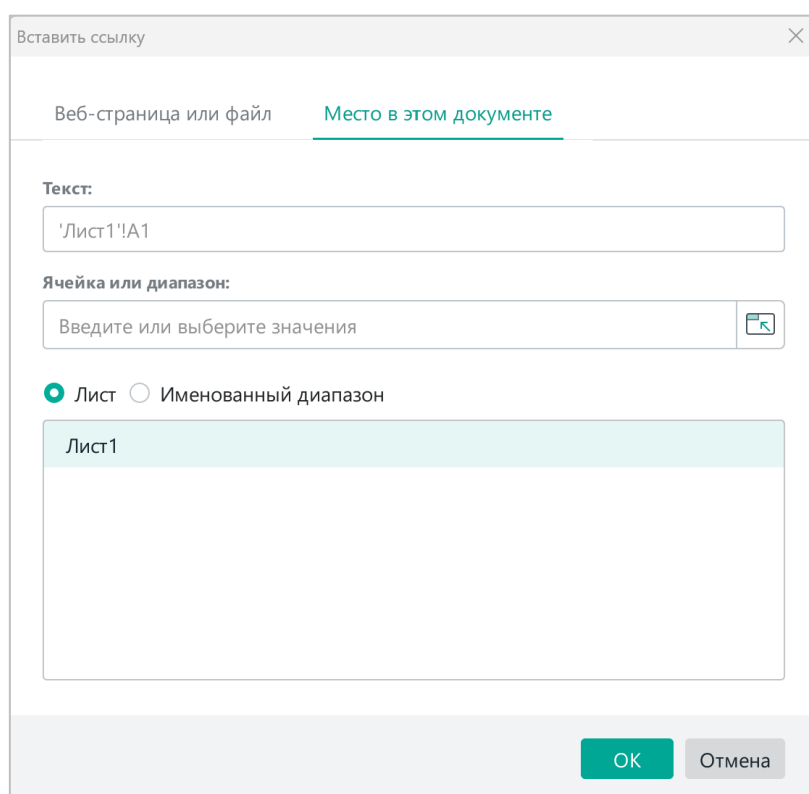 Вставить ссылку
Веб-страница или файл Место в этом документе
Текст:
'Лист1'!A1
Ячейка или диапазон:
Введите или выберите значения
Лист Именованный диапазон
Лист1
OK Отмена